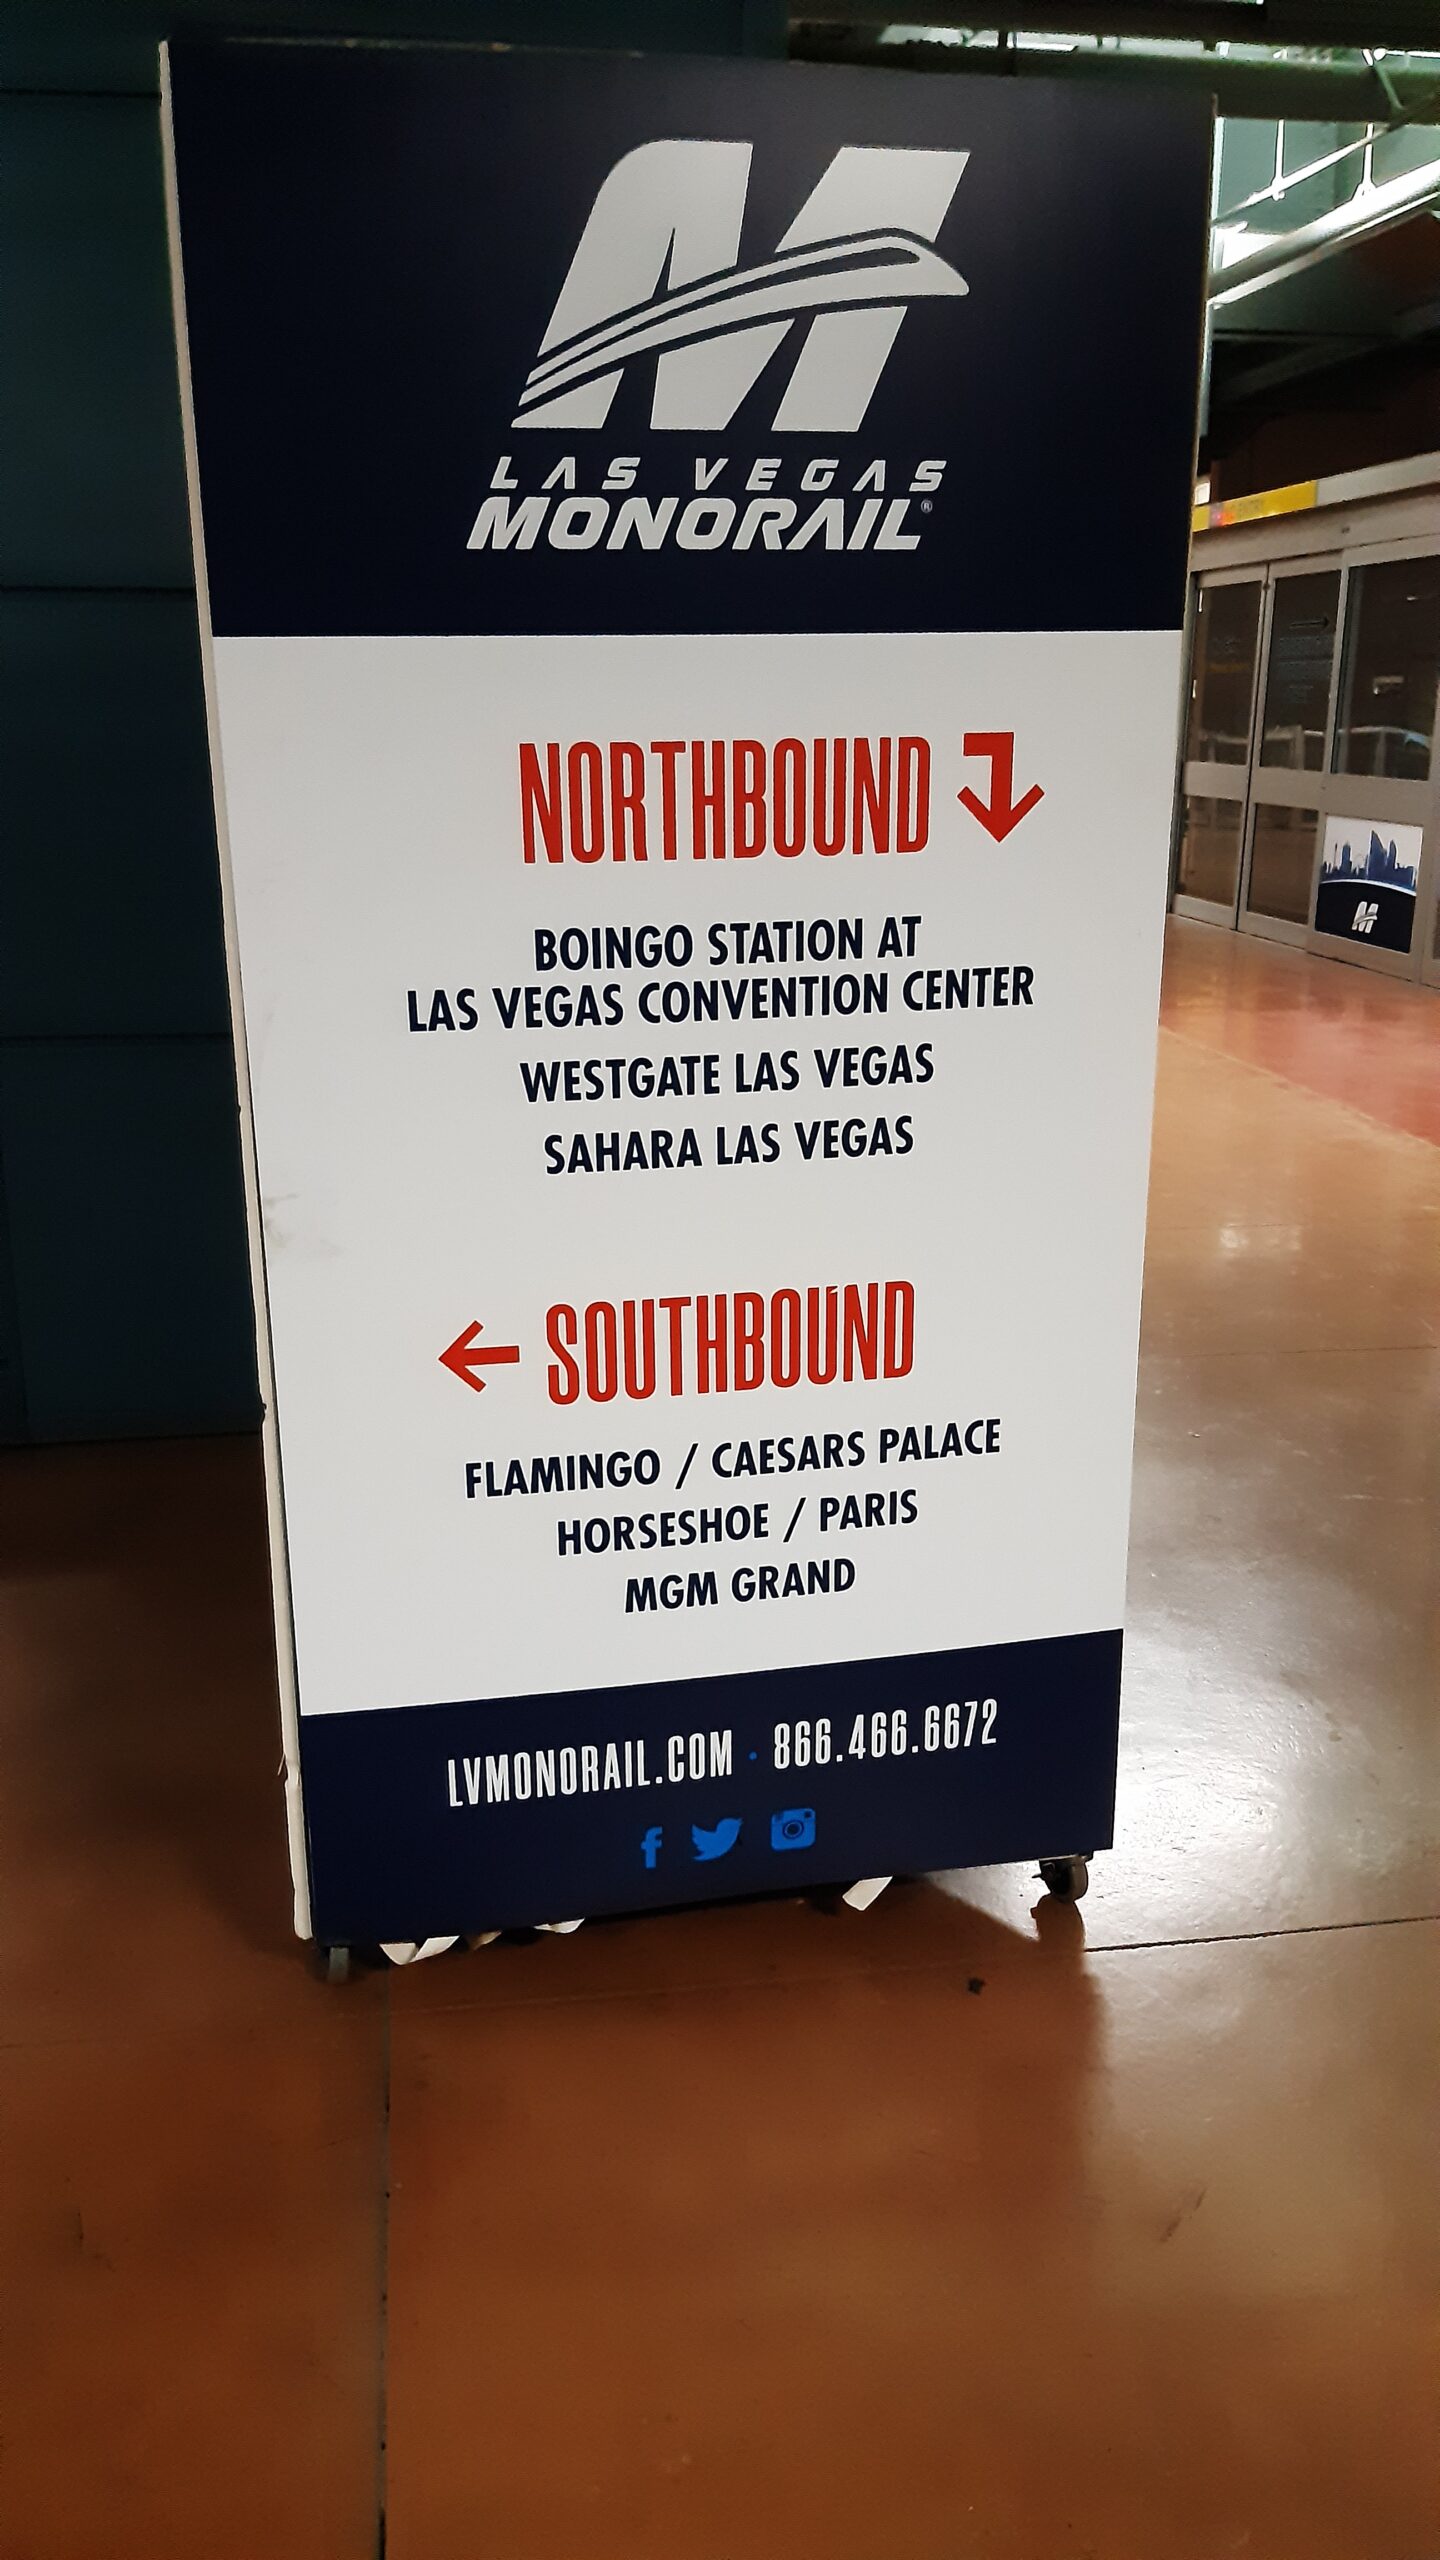 LAS VEGAS
MONORAIL®
NORTHBOUND
BOINGO STATION AT
LAS VEGAS CONVENTION CENTER
WESTGATE LAS VEGAS
SAHARA LAS VEGAS
← SOUTHBOUND
FLAMINGO / CAESARS PALACE
HORSESHOE / PARIS
MGM GRAND
LVMONORAIL.COM · 866.466.6672